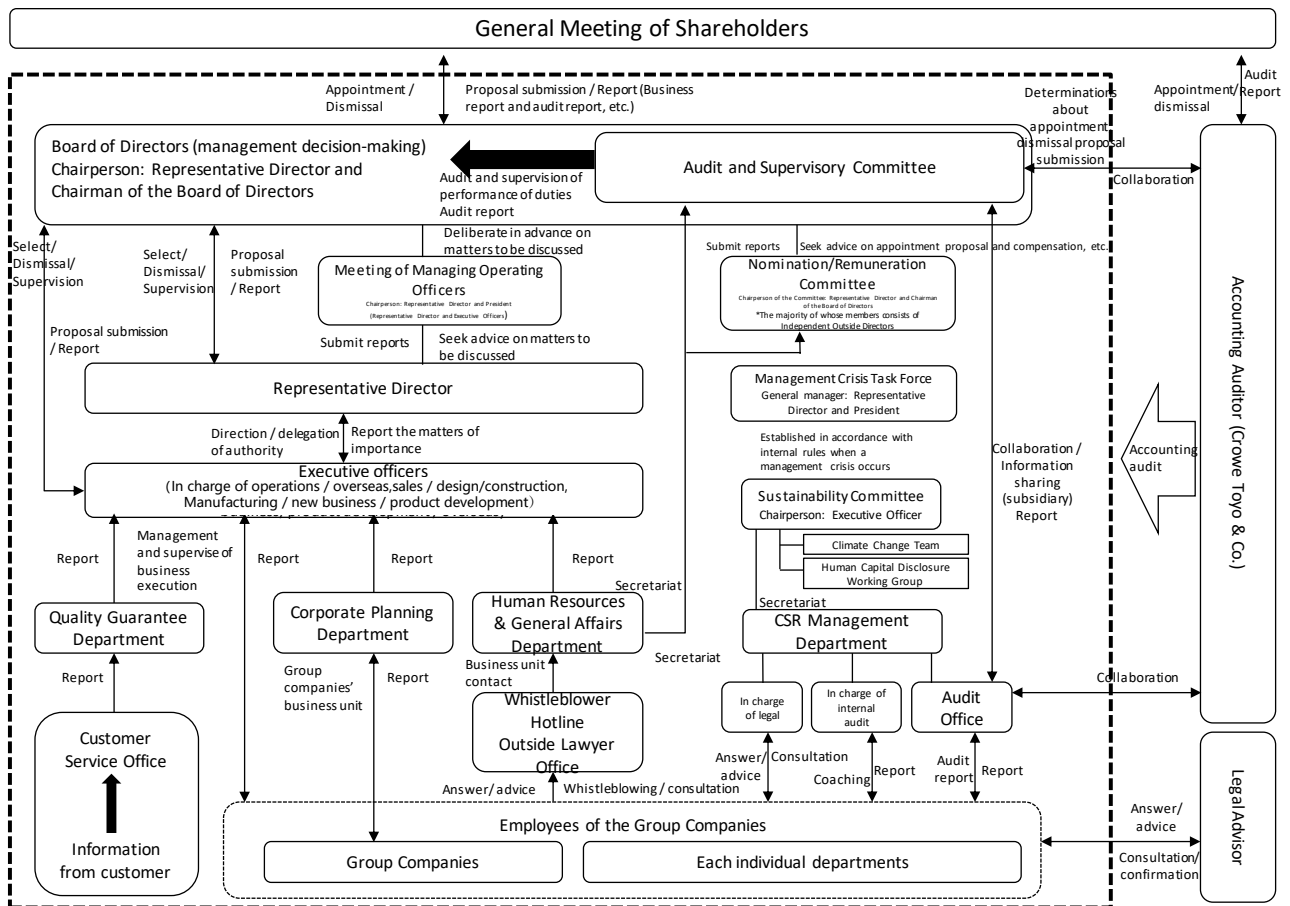 General Meeting of Shareholders
Appointment /
Dismissal
Proposal submission / Report (Business
report and audit report, etc.)
Determinations
about
appointment
dismissal proposal
submission
Appointment/
dismissal
Audit
Report
Board of Directors (management decision-making)
Chairperson: Representative Director and
Chairman of the Board of Directors
Audit and supervision of
performance of duties
Audit report
Audit and Supervisory Committee
Collaboration
Select/
Dismissal/
Supervision
Proposal submission
/ Report
Select/
Dismissal/
Supervision
Proposal
submission
/ Report
Deliberate in advance on
matters to be discussed
Meeting of Managing Operating
Officers
Chairperson: Representative Director and President
(Representative Director and Executive Officers)
Submit reports
Seek advice on matters to
be discussed
Submit reports
Seek advice on appointment proposal and compensation, etc.
Nomination/Remuneration
Committee
Chairperson of the Committee: Representative Director and Chairman
of the Board of Directors
*The majority of whose members consists of
Independent Outside Directors
Representative Director
Management Crisis Task Force
General manager: Representative
Director and President
Direction / delegation
of authority
Report the matters of
importance
Established in accordance with
internal rules when a
management crisis occurs
Collaboration /
Information
sharing
(subsidiary)
Report
Accounting
audit
Accounting Auditor (Crowe Toyo & Co.)
Executive officers
(In charge of operations / overseas,sales / design/construction,
Manufacturing / new business / product development)
Sustainability Committee
Chairperson: Executive Officer
Climate Change Team
Human Capital Disclosure
Working Group
Report
Management
and supervise of
business
execution
Report
Report
Report
Secretariat
Secretariat
Secretariat
Quality Guarantee
Department
Corporate Planning
Department
Human Resources
& General Affairs
Department
CSR Management
Department
Report
Group
companies'
business unit
Report
Business unit
contact
Whistleblower
Hotline
Outside Lawyer
Office
In charge
of legal
In charge of
internal
audit
Audit
Office
Collaboration
Customer
Service Office
Information
from customer
Answer/ advice
Whistleblowing / consultation
Answer/
advice
Consultation
Coaching
Report
Audit
report
Report
Employees of the Group Companies
Group Companies
Each individual departments
Answer/
advice
Consultation/
confirmation
Legal Advisor